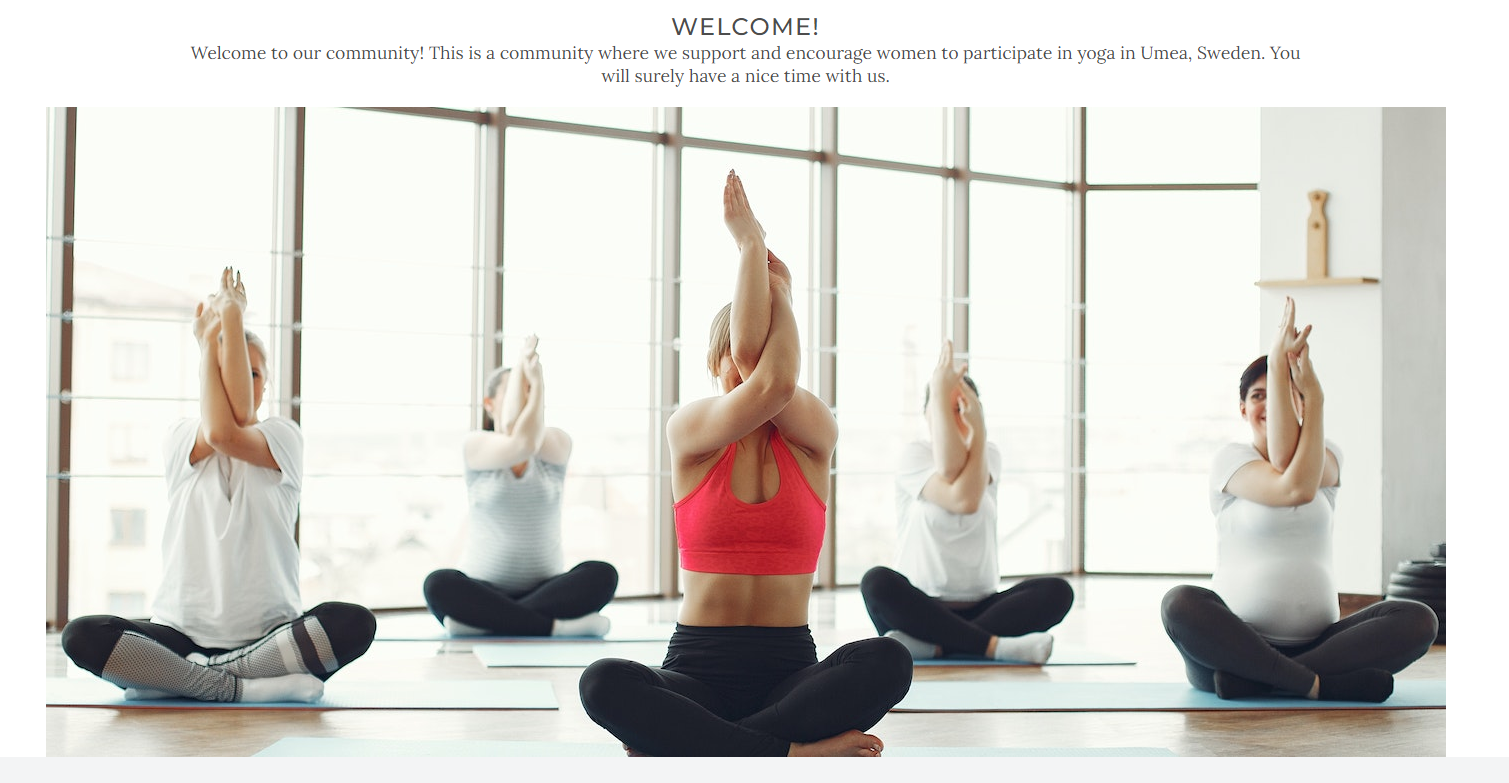 WELCOME!
Welcome to our community! This is a community where we support and encourage women to participate in yoga in Umea, Sweden. You
will surely have a nice time with us.